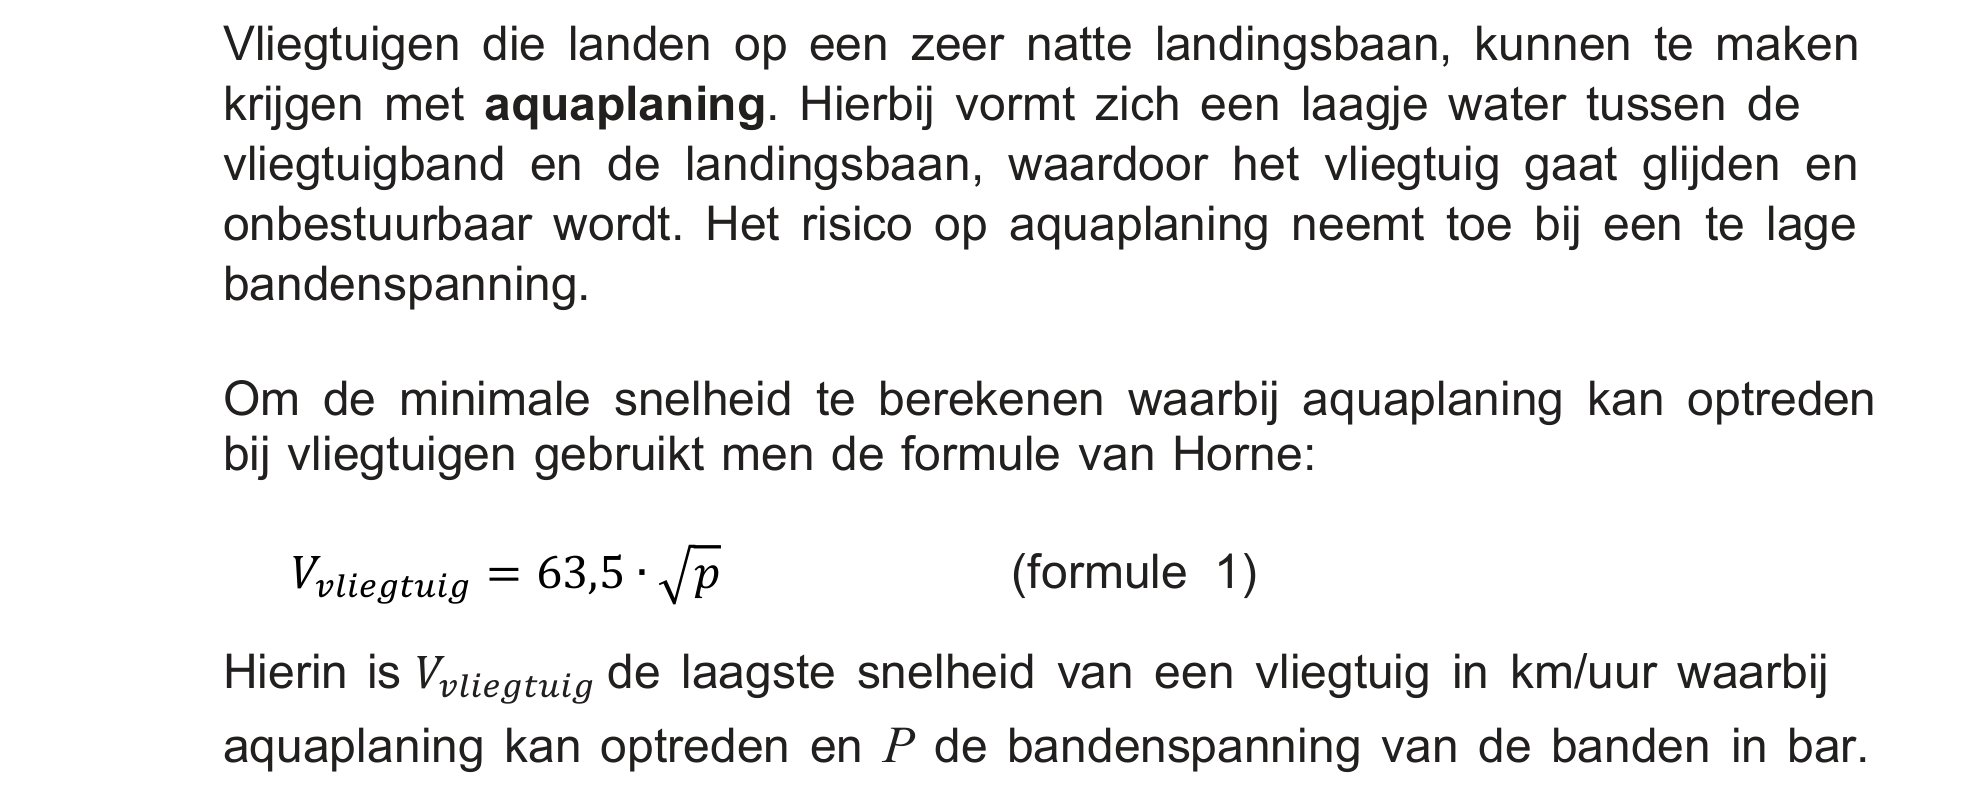 Vliegtuigen die landen op een zeer natte landingsbaan, kunnen te maken
krijgen met aquaplaning. Hierbij vormt zich een laagje water tussen de
vliegtuigband en de landingsbaan, waardoor het vliegtuig gaat glijden en
onbestuurbaar wordt. Het risico op aquaplaning neemt toe bij een te lage
bandenspanning.
Om de minimale snelheid te berekenen waarbij aquaplaning kan optreden
bij vliegtuigen gebruikt men de formule van Horne:
V_vliegtuig = 63,5 · √p (formule 1)
Hierin is V_vliegtuig de laagste snelheid van een vliegtuig in km/uur waarbij
aquaplaning kan optreden en P de bandenspanning van de banden in bar.